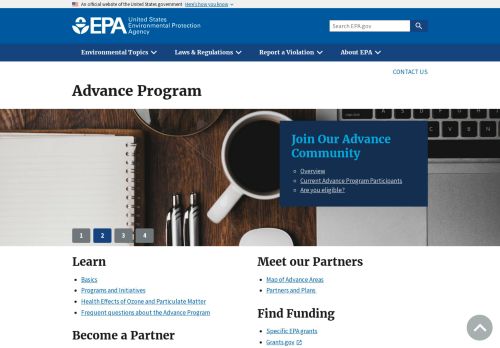 An official website of the United States government Here's how you know
EPA United States
Environmental Protection
Agency
Search EPA.gov
Environmental Topics
Laws & Regulations
Report a Violation
About EPA
CONTACT US
Advance Program
Join Our Advance
Community
Overview
Current Advance Program Participants
Are you eligible?
1 2 3 4
Learn
Basics
Programs and Initiatives
Health Effects of Ozone and Particulate Matter
Frequent questions about the Advance Program
Become a Partner
Meet our Partners
Map of Advance Areas
Partners and Plans
Find Funding
Specific EPA grants
Grants.gov